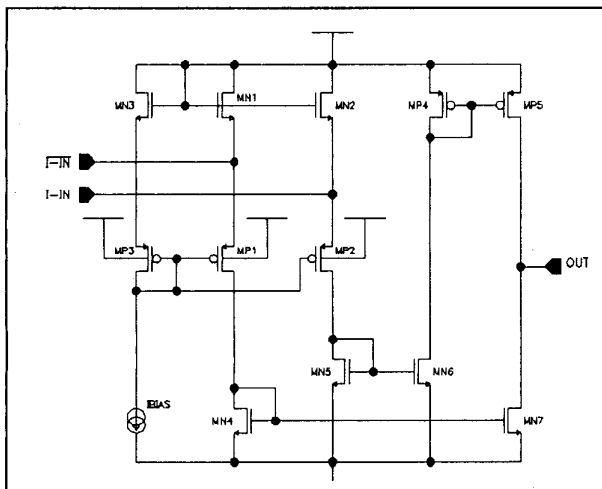 MN3
MN1
MN2
MP4
MP5
I-IN
I-IN
MP3
MP1
MP2
OUT
MN5
MN6
IBIAS
MN4
MN7